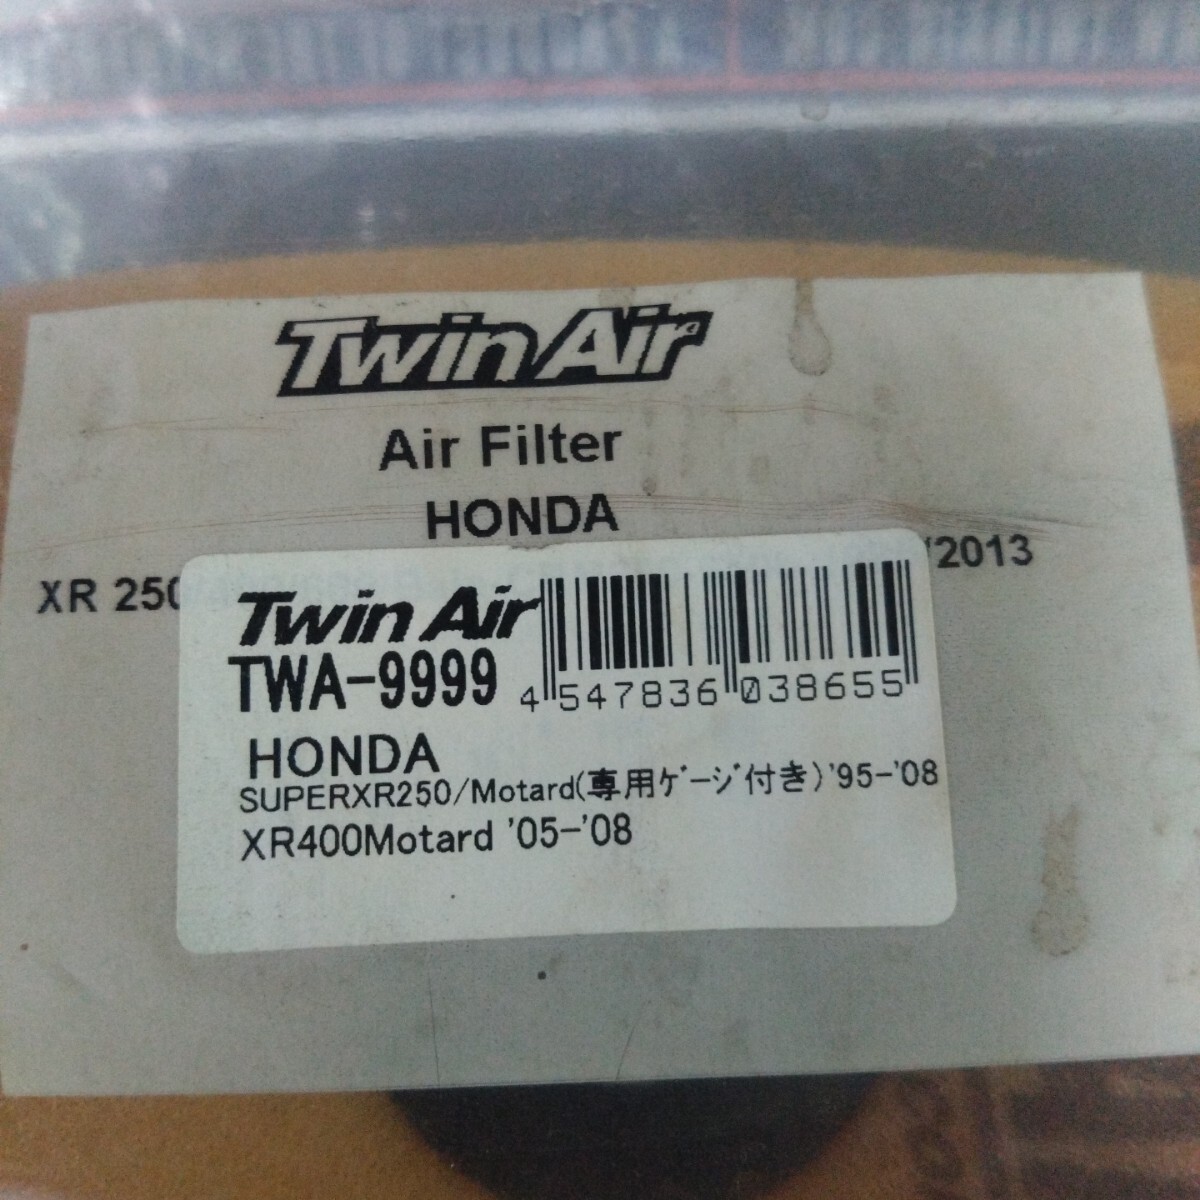 Twin Air
Air Filter
HONDA
XR 250
/2013
Twin Air
TWA-9999
4 547836 038655
HONDA
SUPERXR250/Motard(専用ｹﾞｰｼﾞ付き)'95-'08
XR400Motard '05-'08